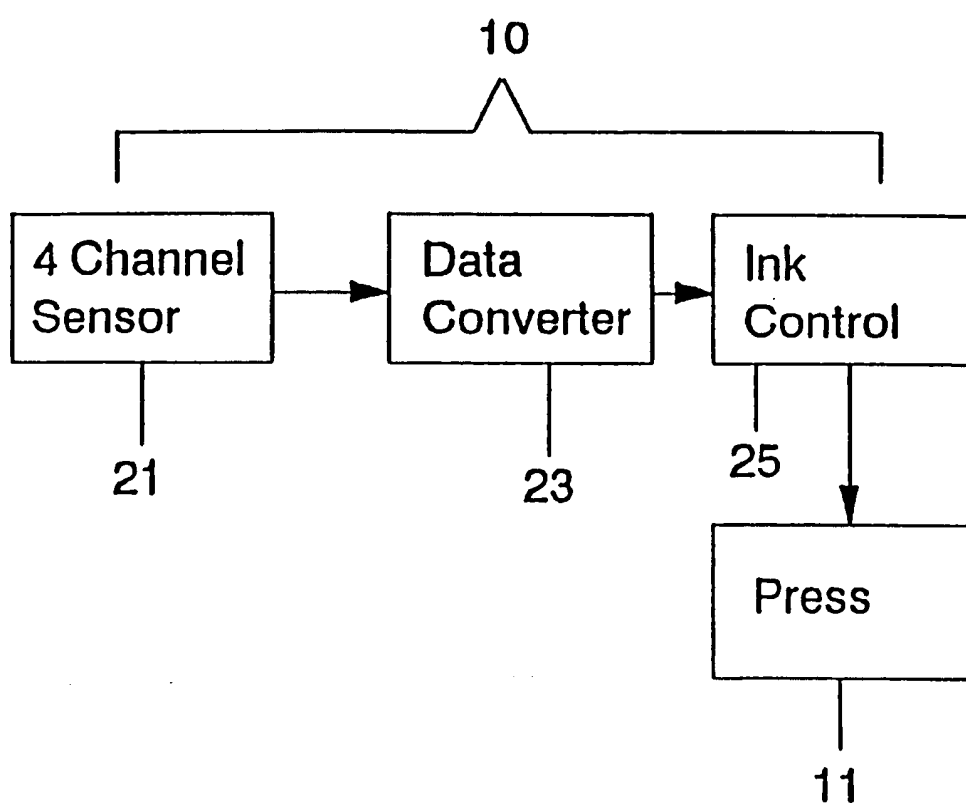 10
4 Channel
Sensor
Data
Converter
Ink
Control
21
23
25
Press
11